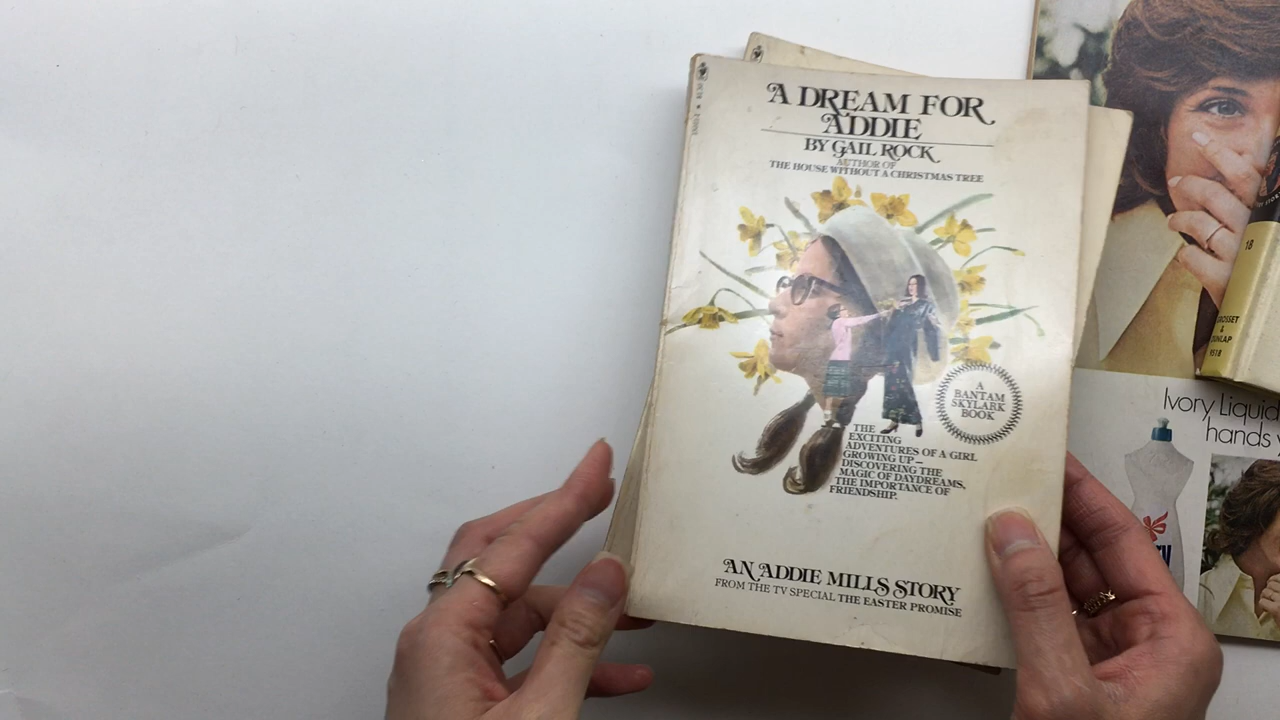 A DREAM FOR
ADDIE
BY GAIL ROCK
AUTHOR OF
THE HOUSE WITHOUT A CHRISTMAS TREE
A
BANTAM
SKYLARK
BOOK
THE
EXCITING
ADVENTURES OF A GIRL
GROWING UP—
DISCOVERING THE
MAGIC OF DAYDREAMS,
THE IMPORTANCE OF
FRIENDSHIP.
AN ADDIE MILLS STORY
FROM THE TV SPECIAL THE EASTER PROMISE
18
GROSSET
&
DUNLAP
9518
Ivory Liquid
hands